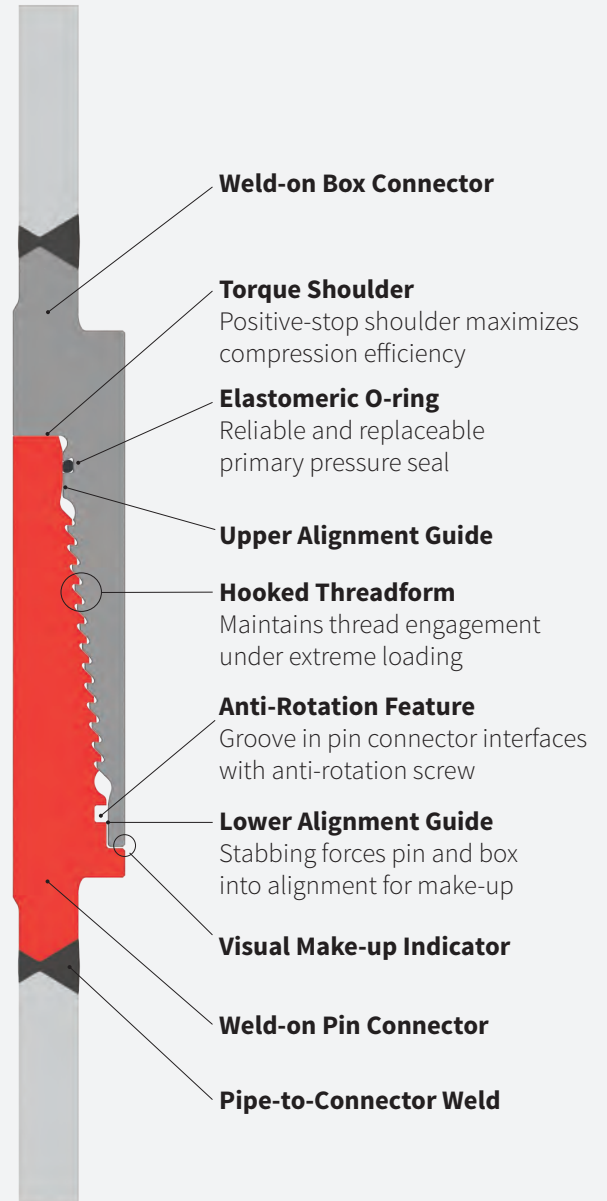 Weld-on Box Connector
Torque Shoulder
Positive-stop shoulder maximizes
compression efficiency
Elastomeric O-ring
Reliable and replaceable
primary pressure seal
Upper Alignment Guide
Hooked Threadform
Maintains thread engagement
under extreme loading
Anti-Rotation Feature
Groove in pin connector interfaces
with anti-rotation screw
Lower Alignment Guide
Stabbing forces pin and box
into alignment for make-up
Visual Make-up Indicator
Weld-on Pin Connector
Pipe-to-Connector Weld